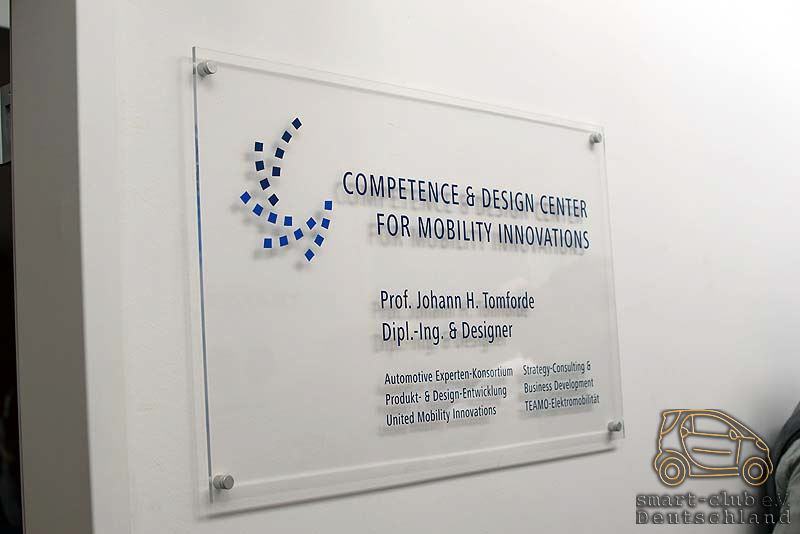 COMPETENCE & DESIGN CENTER
FOR MOBILITY INNOVATIONS
Prof. Johann H. Tomforde
Dipl.-Ing. & Designer
Automotive Experten-Konsortium
Produkt- & Design-Entwicklung
United Mobility Innovations
Strategy-Consulting &
Business Development
TEAMO-Elektromobilität
smart-club e.V.
Deutschland